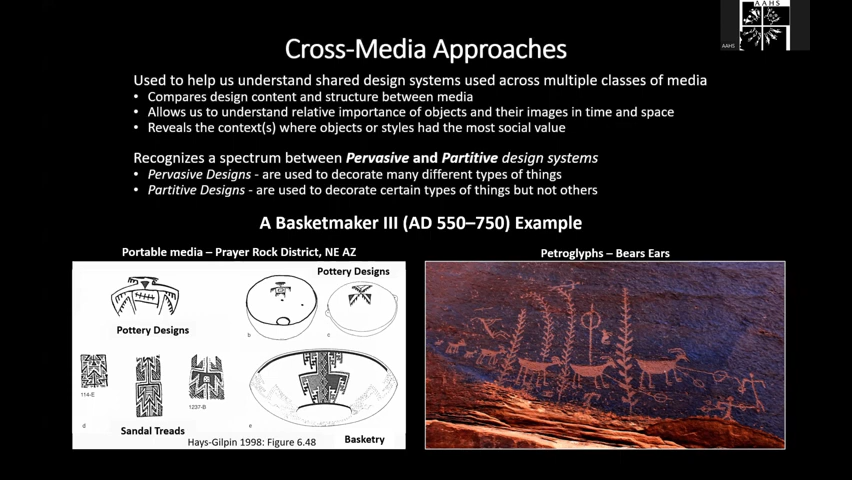 AAHS
AAHS
Cross-Media Approaches
Used to help us understand shared design systems used across multiple classes of media
• Compares design content and structure between media
• Allows us to understand relative importance of objects and their images in time and space
• Reveals the context(s) where objects or styles had the most social value
Recognizes a spectrum between Pervasive and Partitive design systems
• Pervasive Designs - are used to decorate many different types of things
• Partitive Designs - are used to decorate certain types of things but not others
A Basketmaker III (AD 550–750) Example
Portable media – Prayer Rock District, NE AZ
Petroglyphs – Bears Ears
Pottery Designs
Pottery Designs
b
c
114-E
1237-B
d
e
Sandal Treads
Hays-Gilpin 1998: Figure 6.48
Basketry